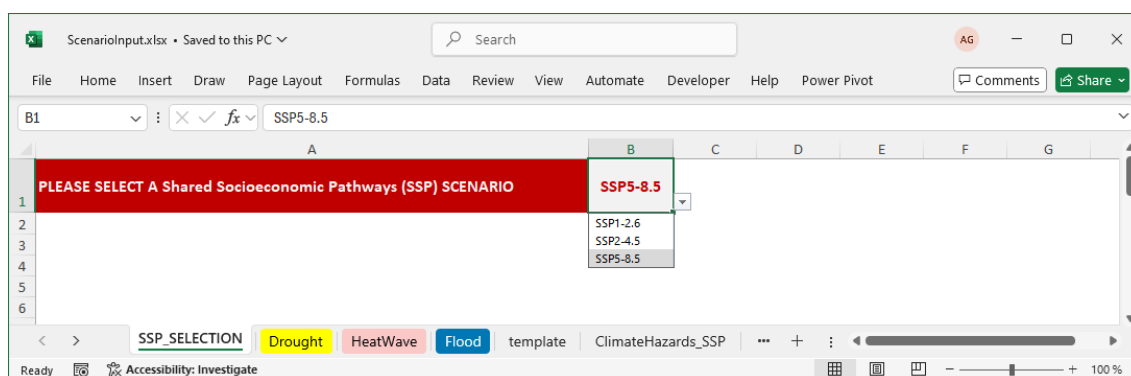 ScenarioInput.xlsx • Saved to this PC
Search
AG
File Home Insert Draw Page Layout Formulas Data Review View Automate Developer Help Power Pivot Comments Share
B1 fx SSP5-8.5
A B C D E F G
1 PLEASE SELECT A Shared Socioeconomic Pathways (SSP) SCENARIO SSP5-8.5
2 SSP1-2.6
3 SSP2-4.5
4 SSP5-8.5
5
6
SSP_SELECTION Drought HeatWave Flood template ClimateHazards_SSP
Ready Accessibility: Investigate 100 %